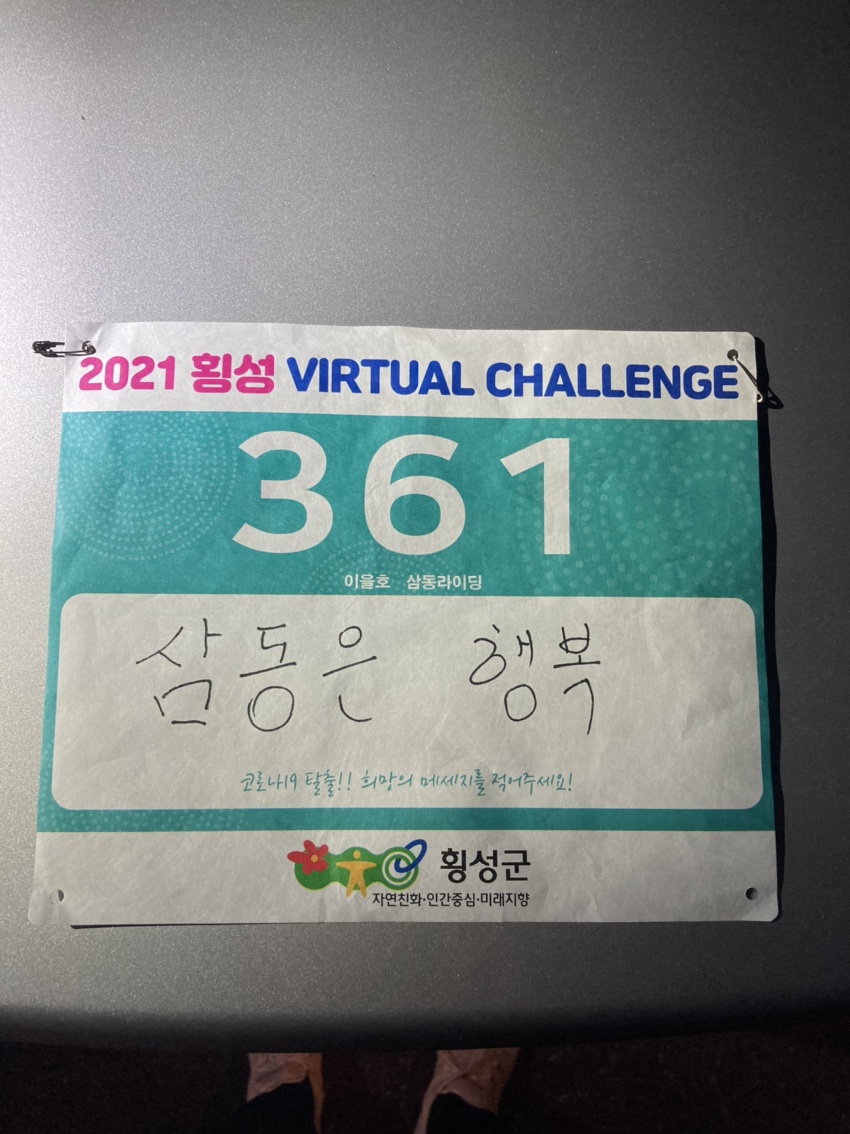 2021 횡성 VIRTUAL CHALLENGE
361
이을호 삼동라이딩
삼동은 행복
코로나19 탈출!! 희망의 메세지를 적어주세요!
횡성군
자연친화·인간중심·미래지향